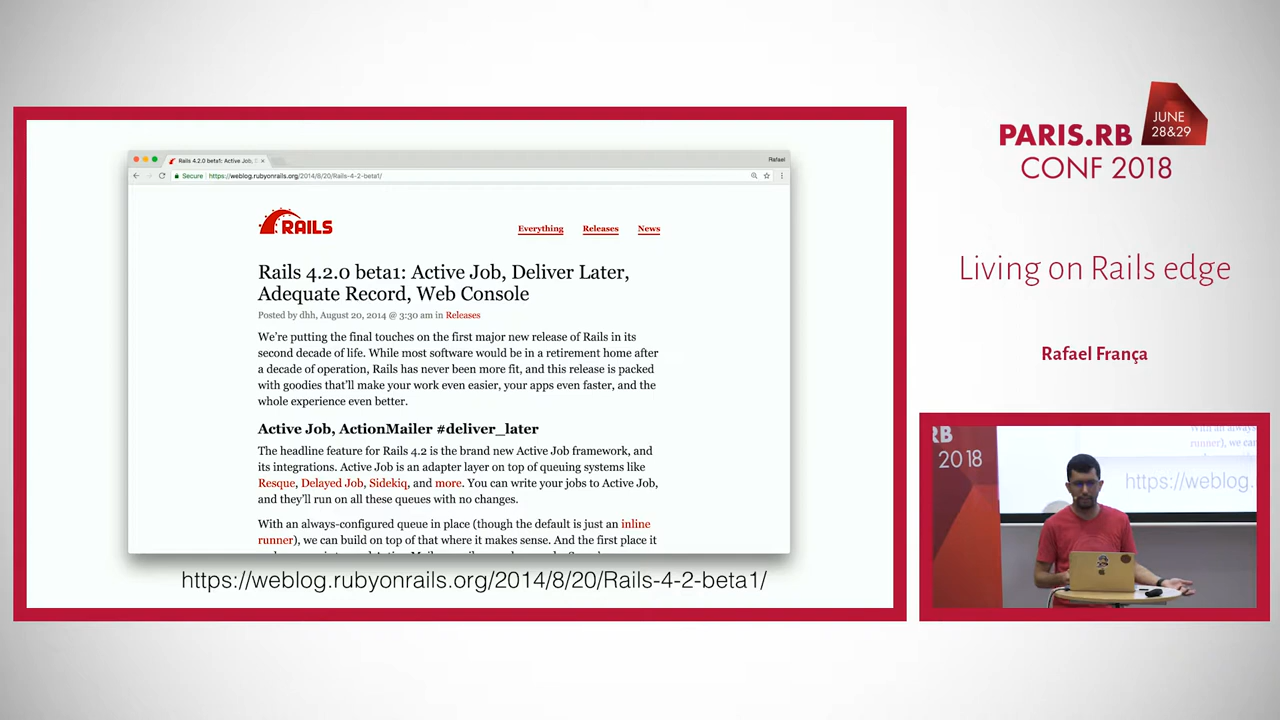 Rails 4.2.0 beta1: Active Job,
Rafael
Secure
https://weblog.rubyonrails.org/2014/8/20/Rails-4-2-beta1/
RAILS
Everything
Releases
News
Rails 4.2.0 beta1: Active Job, Deliver Later,
Adequate Record, Web Console
Posted by dhh, August 20, 2014 @ 3:30 am in Releases
We're putting the final touches on the first major new release of Rails in its
second decade of life. While most software would be in a retirement home after
a decade of operation, Rails has never been more fit, and this release is packed
with goodies that'll make your work even easier, your apps even faster, and the
whole experience even better.
Active Job, ActionMailer #deliver_later
The headline feature for Rails 4.2 is the brand new Active Job framework, and
its integrations. Active Job is an adapter layer on top of queuing systems like
Resque, Delayed Job, Sidekiq, and more. You can write your jobs to Active Job,
and they'll run on all these queues with no changes.
With an always-configured queue in place (though the default is just an inline
runner), we can build on top of that where it makes sense. And the first place it
https://weblog.rubyonrails.org/2014/8/20/Rails-4-2-beta1/
PARIS.RB
JUNE
28&29
CONF 2018
Living on Rails edge
Rafael França
RB
2018
With an always
runner), we can
https://weblog.